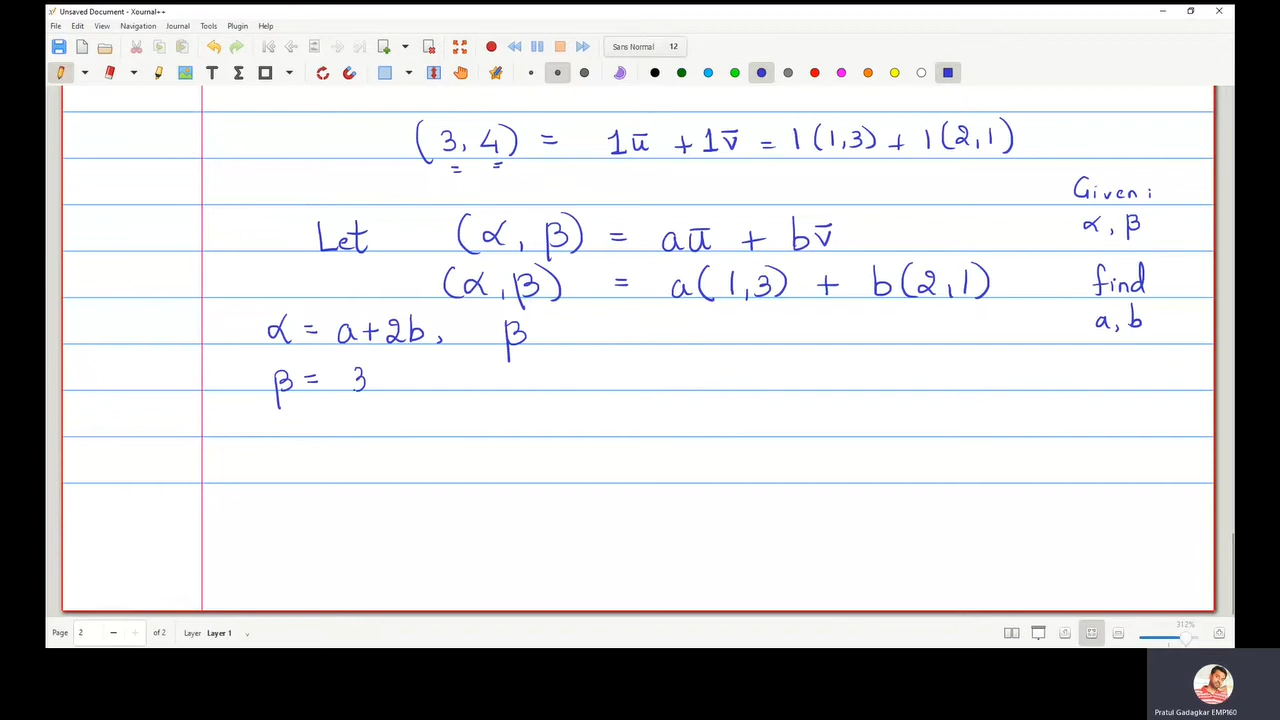 Unsaved Document - Xournal++
File Edit View Navigation Journal Tools Plugin Help
Sans Normal 12
(3, 4) = 1ū + 1v̄ = 1(1,3) + 1(2,1)
Given:
α, β
Let (α, β) = aū + bv̄
(α, β) = a(1,3) + b(2,1)
find
a, b
α = a+2b, β
β = 3
Page 2 of 2 Layer Layer 1
312%
Pratul Gadagkar EMP160